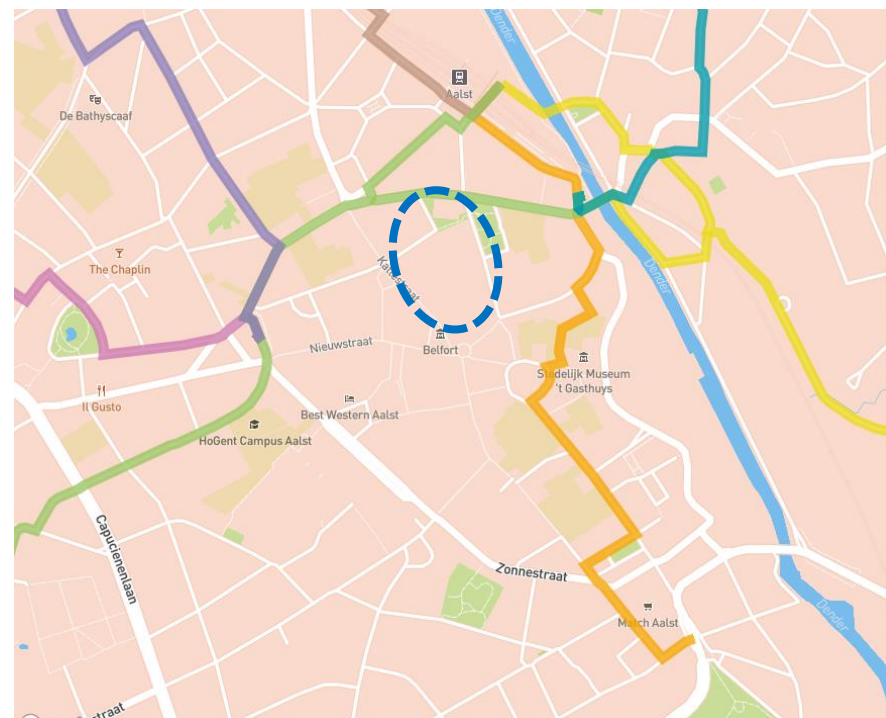 Dender
Aalst
De Bathyscaaf
The Chaplin
Kattestraat
Dender
Nieuwstraat
Belfort
Stedelijk Museum
't Gasthuys
Il Gusto
Best Western Aalst
HoGent Campus Aalst
Capucienenlaan
Zonnestraat
Match Aalst
Dender
straat